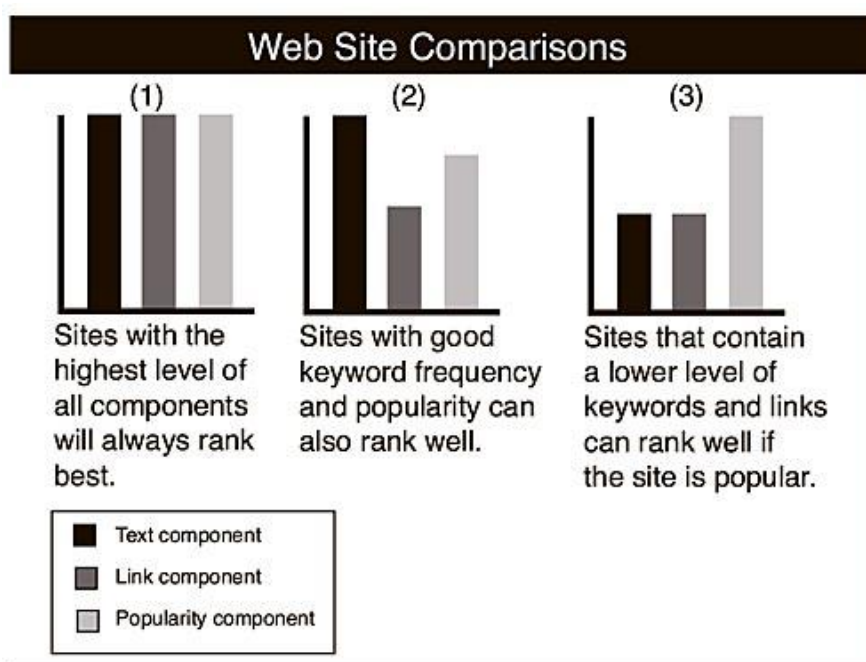 Web Site Comparisons
(1)
(2)
(3)
Sites with the
highest level of
all components
will always rank
best.
Sites with good
keyword frequency
and popularity can
also rank well.
Sites that contain
a lower level of
keywords and links
can rank well if
the site is popular.
Text component
Link component
Popularity component